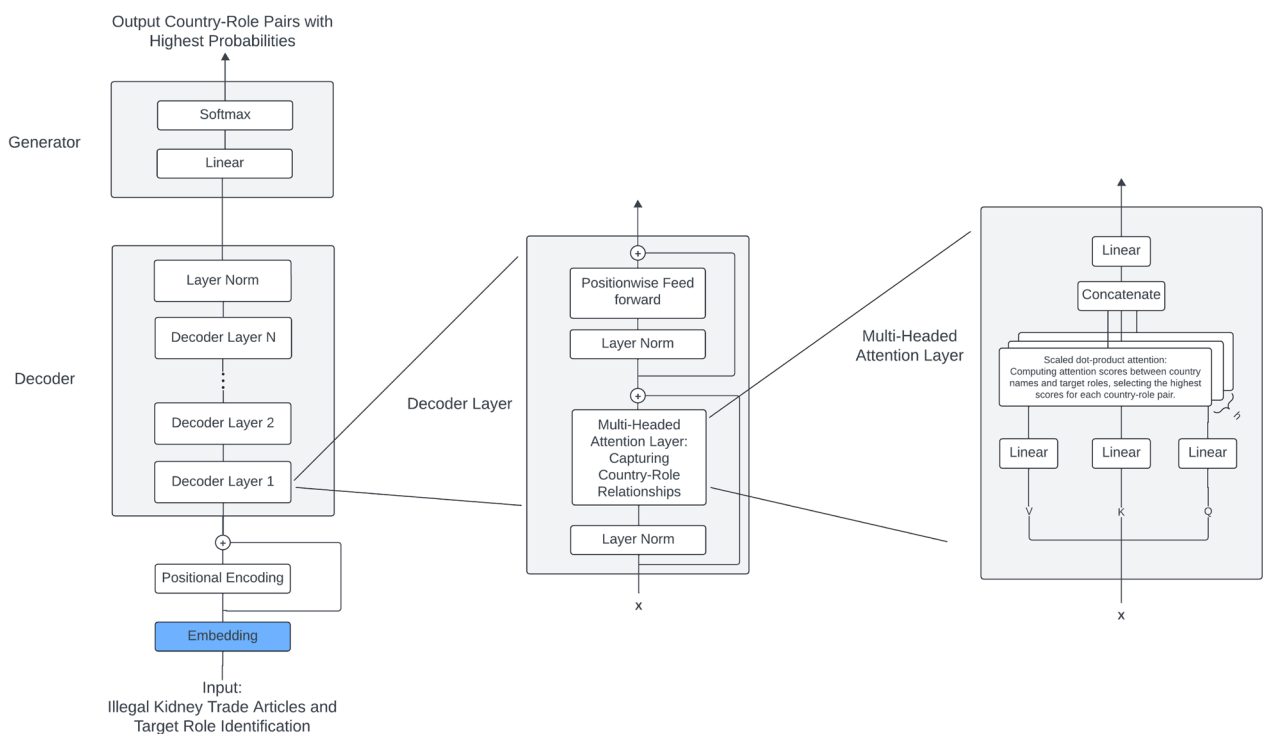 Output Country-Role Pairs with
Highest Probabilities
Generator
Softmax
Linear
Decoder
Layer Norm
Decoder Layer N
Decoder Layer 2
Decoder Layer 1
+
Positional Encoding
Embedding
Input:
Illegal Kidney Trade Articles and
Target Role Identification
Decoder Layer
+
Positionwise Feed
forward
Layer Norm
+
Multi-Headed
Attention Layer:
Capturing
Country-Role
Relationships
Layer Norm
x
Multi-Headed
Attention Layer
Linear
Concatenate
Scaled dot-product attention:
Computing attention scores between country
names and target roles, selecting the highest
scores for each country-role pair.
h
Linear
Linear
Linear
V
K
Q
x